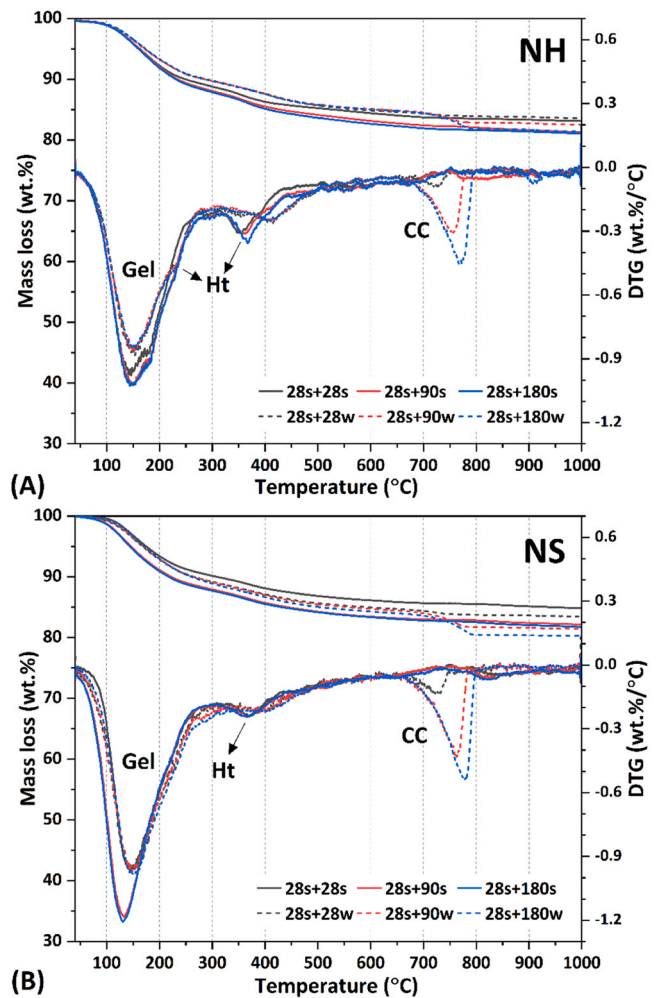 NH
100
90
80
70
60
50
40
30
Mass loss (wt.%)
0.6
0.3
0.0
-0.3
-0.6
-0.9
-1.2
DTG (wt.%/°C)
Gel
Ht
CC
28s+28s 28s+90s 28s+180s
28s+28w 28s+90w 28s+180w
100 200 300 400 500 600 700 800 900 1000
Temperature (°C)
(A)
NS
100
90
80
70
60
50
40
30
Mass loss (wt.%)
0.6
0.3
0.0
-0.3
-0.6
-0.9
-1.2
DTG (wt.%/°C)
Gel
Ht
CC
28s+28s 28s+90s 28s+180s
28s+28w 28s+90w 28s+180w
100 200 300 400 500 600 700 800 900 1000
Temperature (°C)
(B)